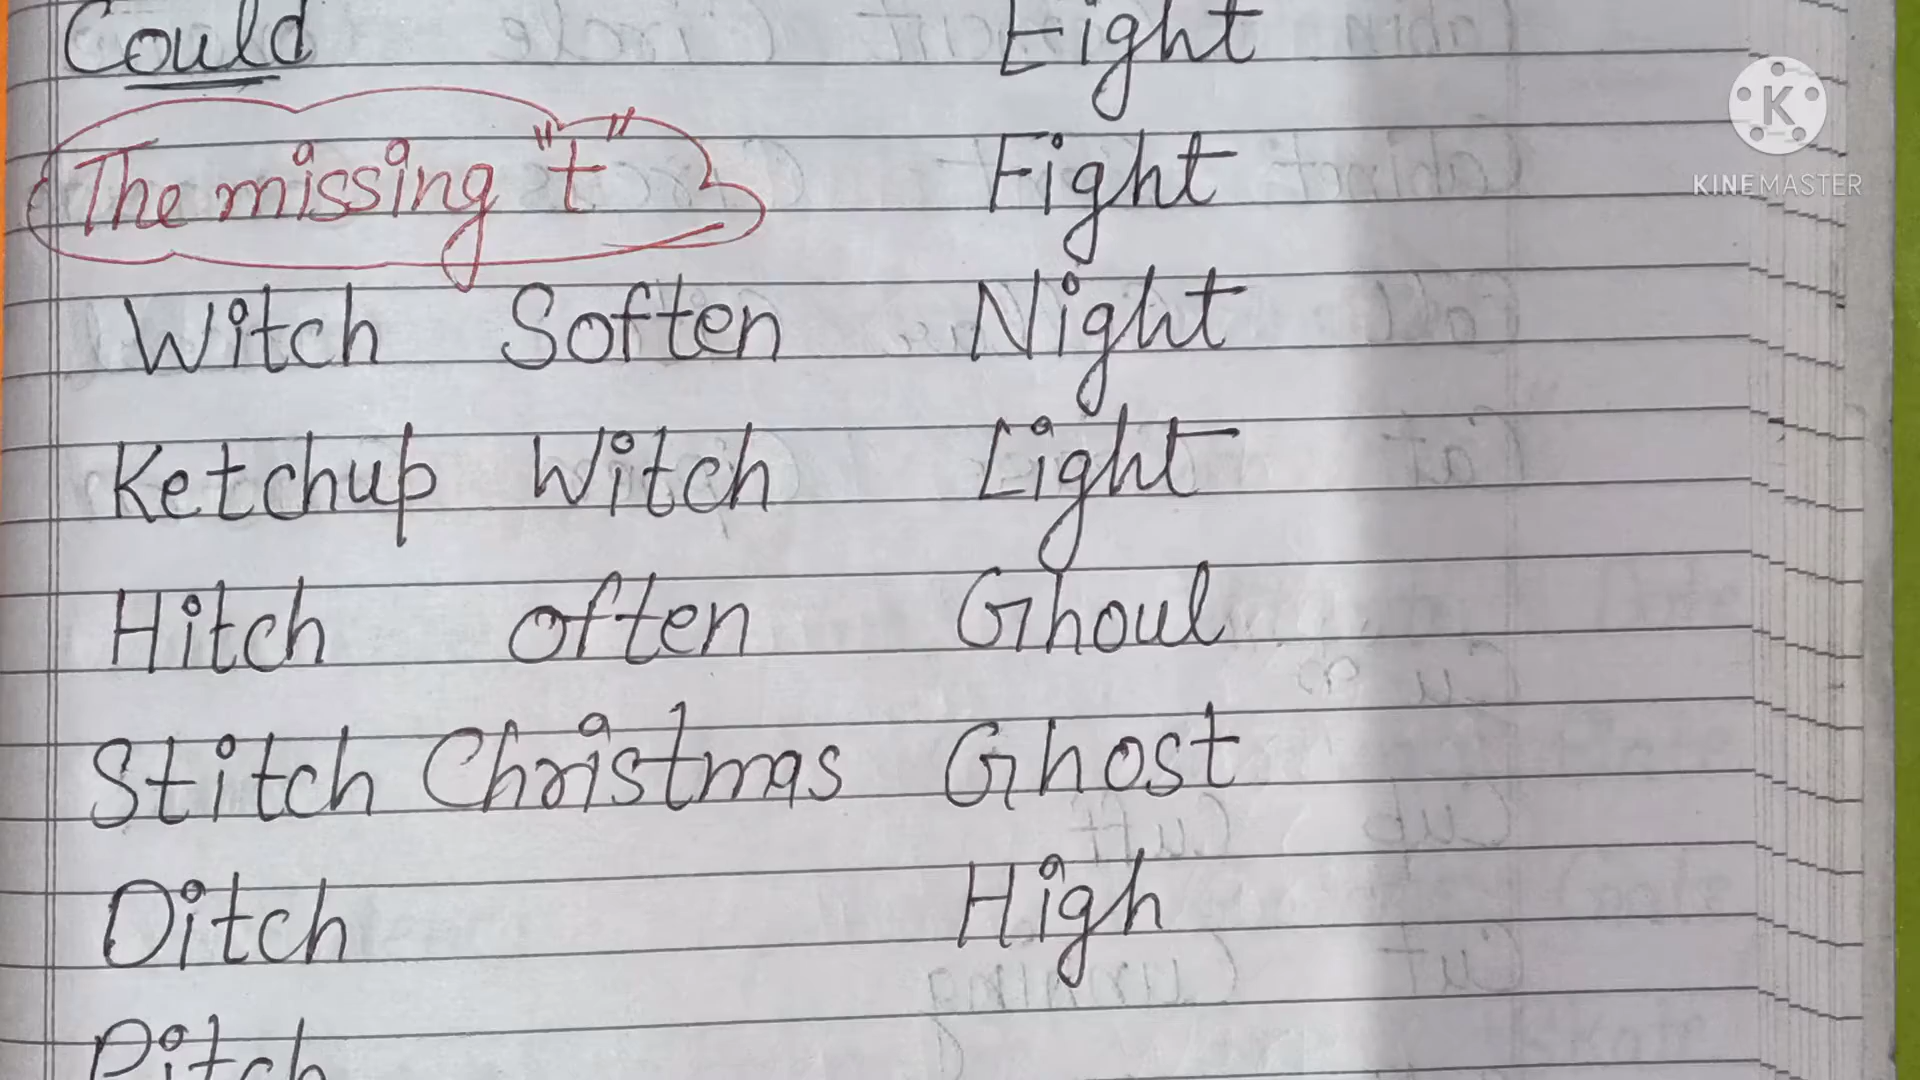 Could Eight
The missing "t" Fight
Witch Soften Night
Ketchup Witch Light
Hitch often Ghoul
Stitch Christmas Ghost
Ditch High
Pitch
KINEMASTER